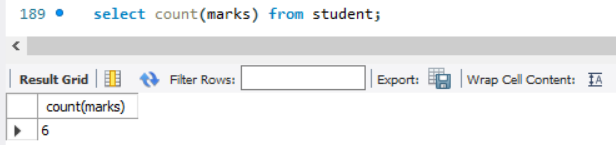 189 select count(marks) from student;
Result Grid Filter Rows: Export: Wrap Cell Content:
count(marks)
6